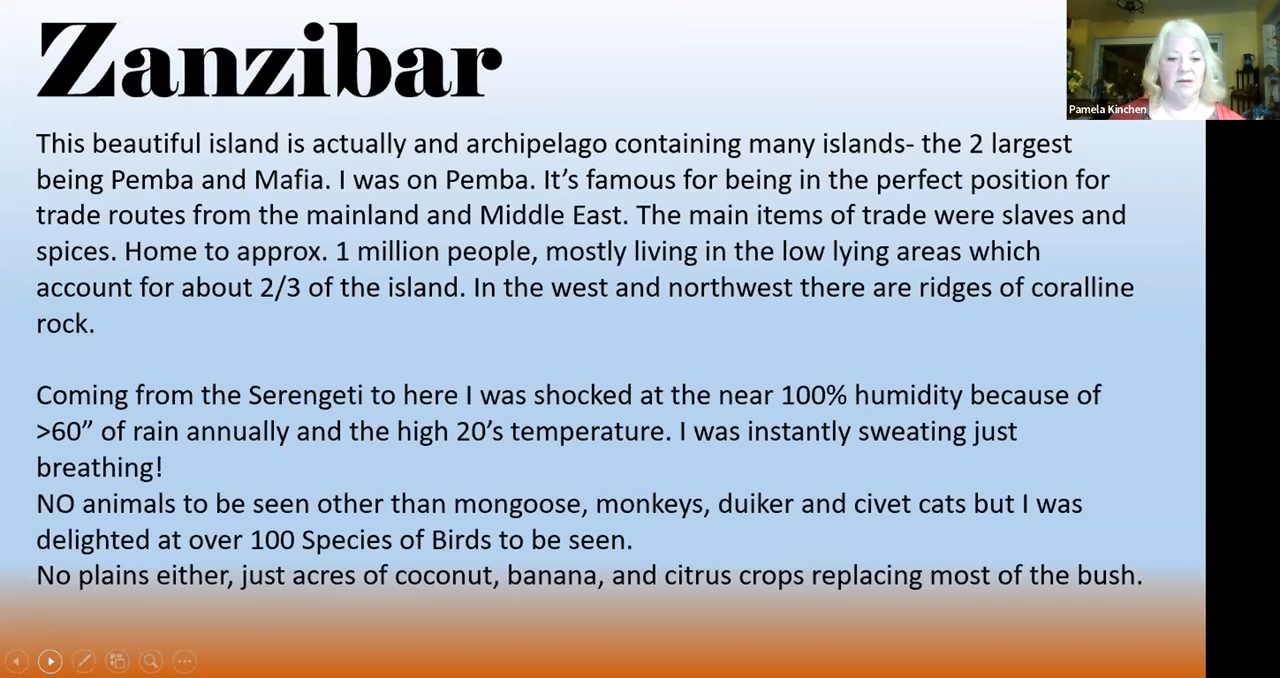 Zanzibar
Pamela Kinchen
This beautiful island is actually and archipelago containing many islands- the 2 largest
being Pemba and Mafia. I was on Pemba. It’s famous for being in the perfect position for
trade routes from the mainland and Middle East. The main items of trade were slaves and
spices. Home to approx. 1 million people, mostly living in the low lying areas which
account for about 2/3 of the island. In the west and northwest there are ridges of coralline
rock.
Coming from the Serengeti to here I was shocked at the near 100% humidity because of
>60” of rain annually and the high 20’s temperature. I was instantly sweating just
breathing!
NO animals to be seen other than mongoose, monkeys, duiker and civet cats but I was
delighted at over 100 Species of Birds to be seen.
No plains either, just acres of coconut, banana, and citrus crops replacing most of the bush.